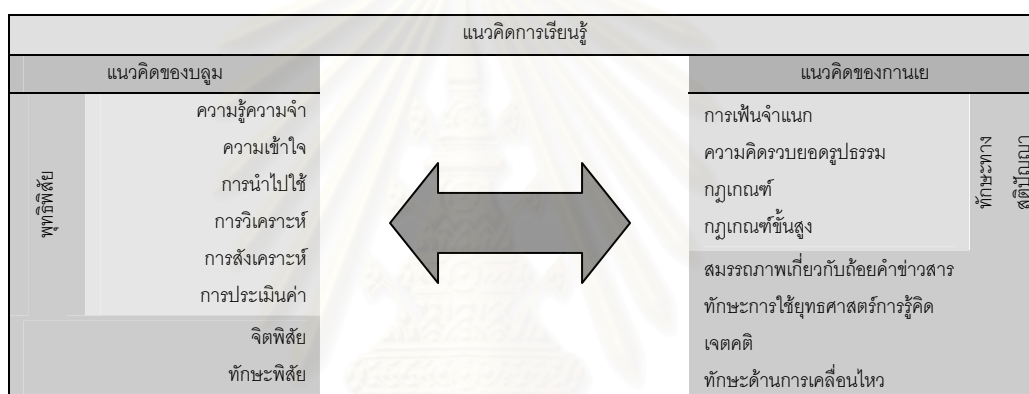 แนวคิดการเรียนรู้
แนวคิดของบลูม
พุทธิพิสัย
ความรู้ความจำ
ความเข้าใจ
การนำไปใช้
การวิเคราะห์
การสังเคราะห์
การประเมินค่า
จิตพิสัย
ทักษะพิสัย
แนวคิดของกานเย
การเฟ้นจำแนก
ความคิดรวบยอดรูปธรรม
กฎเกณฑ์
กฎเกณฑ์ขั้นสูง
ทักษะทาง
สติปัญญา
สมรรถภาพเกี่ยวกับถ้อยคำข่าวสาร
ทักษะการใช้ยุทธศาสตร์การรู้คิด
เจตคติ
ทักษะด้านการเคลื่อนไหว